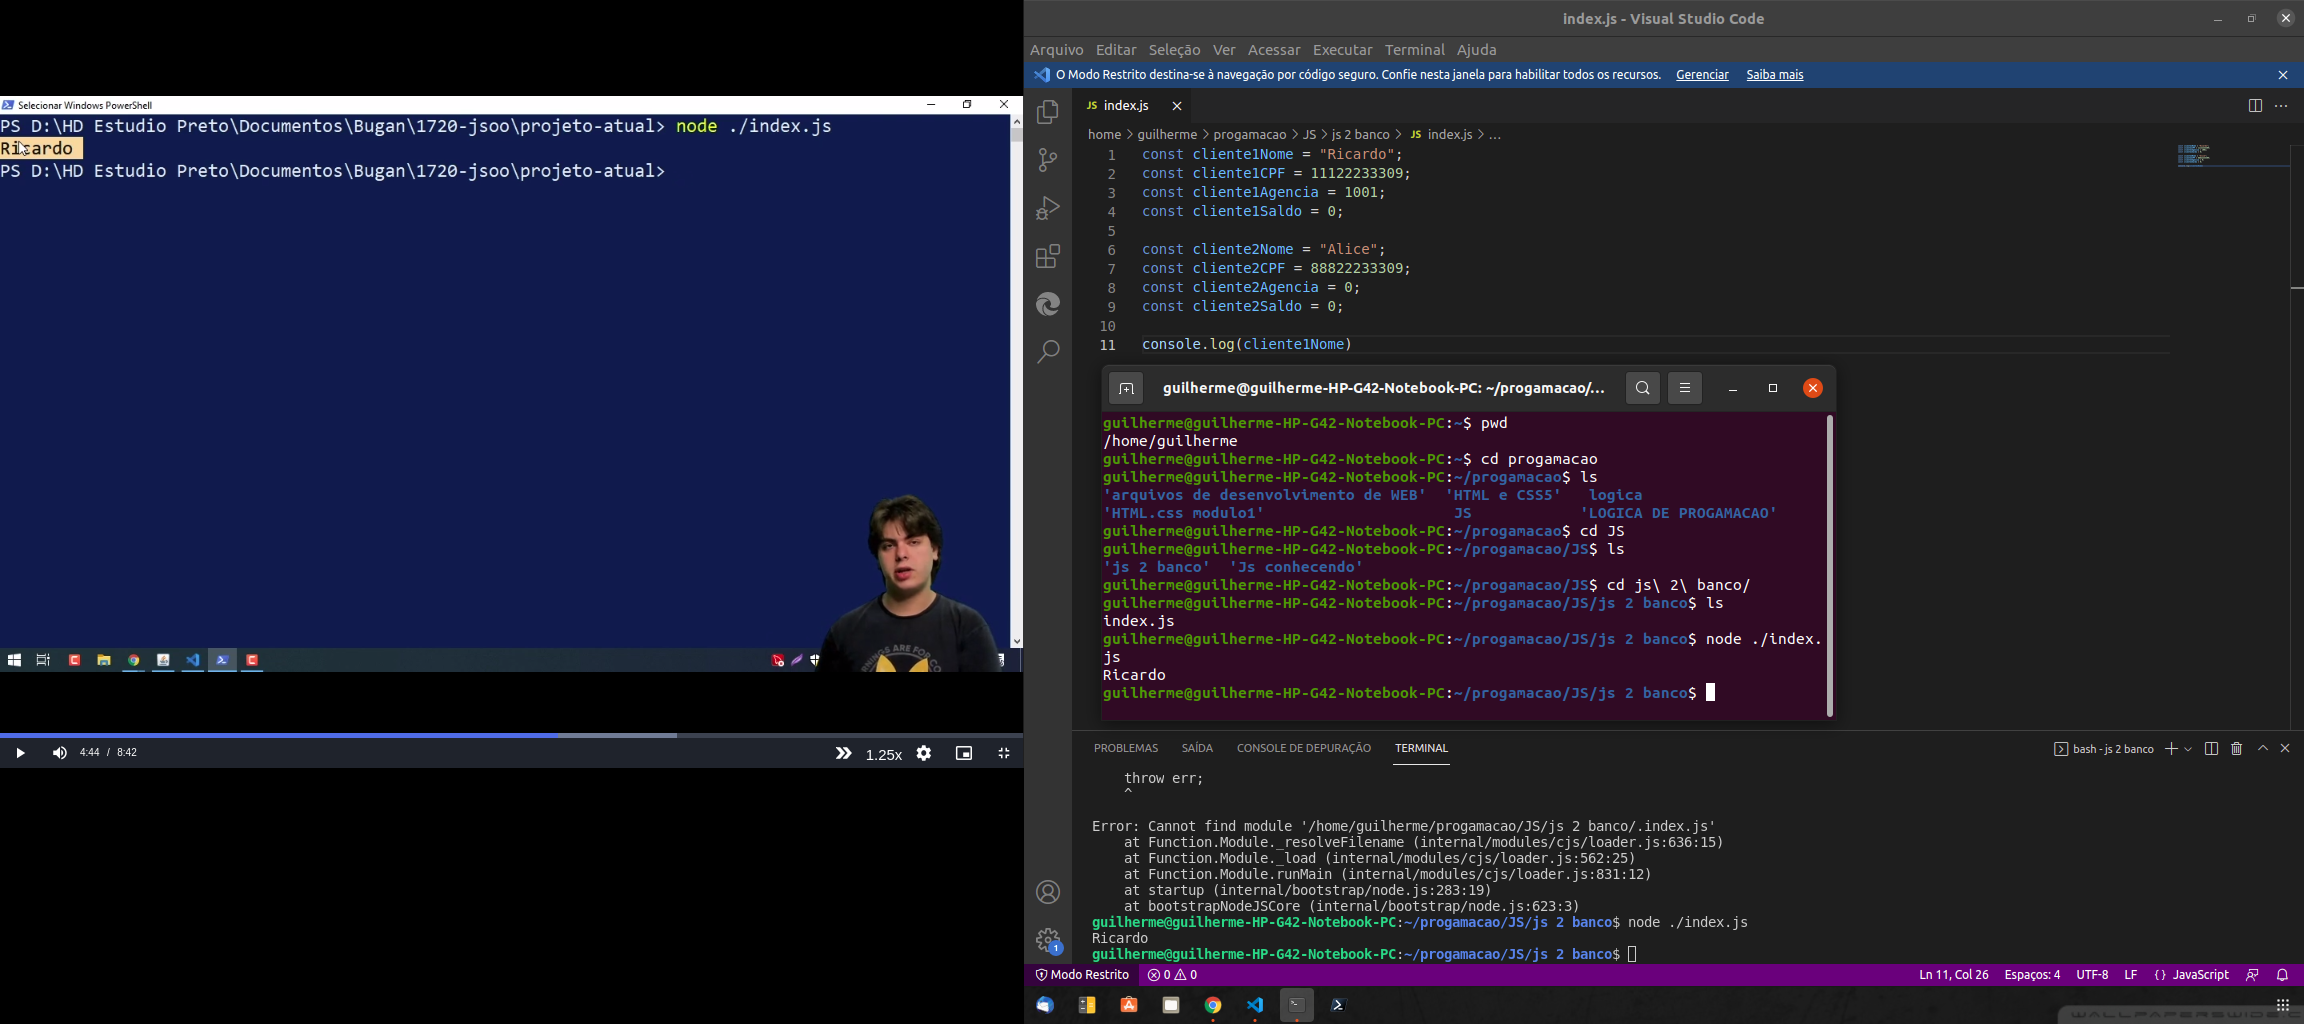 Selecionar Windows PowerShell
PS D:\HD Estudio Preto\Documentos\Bugan\1720-jsoo\projeto-atual> node ./index.js
Ricardo
PS D:\HD Estudio Preto\Documentos\Bugan\1720-jsoo\projeto-atual>
4:44 / 8:42
1.25x
index.js - Visual Studio Code
Arquivo Editar Seleção Ver Acessar Executar Terminal Ajuda
O Modo Restrito destina-se à navegação por código seguro. Confie nesta janela para habilitar todos os recursos. Gerenciar Saiba mais
JS index.js
home > guilherme > progamacao > JS > js 2 banco > JS index.js > ...
1 const cliente1Nome = "Ricardo";
2 const cliente1CPF = 11122233309;
3 const cliente1Agencia = 1001;
4 const cliente1Saldo = 0;
5
6 const cliente2Nome = "Alice";
7 const cliente2CPF = 88822233309;
8 const cliente2Agencia = 0;
9 const cliente2Saldo = 0;
10
11 console.log(cliente1Nome)
guilherme@guilherme-HP-G42-Notebook-PC: ~/progamacao/...
guilherme@guilherme-HP-G42-Notebook-PC:~$ pwd
/home/guilherme
guilherme@guilherme-HP-G42-Notebook-PC:~$ cd progamacao
guilherme@guilherme-HP-G42-Notebook-PC:~/progamacao$ ls
'arquivos de desenvolvimento de WEB' 'HTML e CSS5' logica
'HTML.css modulo1' JS 'LOGICA DE PROGAMACAO'
guilherme@guilherme-HP-G42-Notebook-PC:~/progamacao$ cd JS
guilherme@guilherme-HP-G42-Notebook-PC:~/progamacao/JS$ ls
'js 2 banco' 'Js conhecendo'
guilherme@guilherme-HP-G42-Notebook-PC:~/progamacao/JS$ cd js\ 2\ banco/
guilherme@guilherme-HP-G42-Notebook-PC:~/progamacao/JS/js 2 banco$ ls
index.js
guilherme@guilherme-HP-G42-Notebook-PC:~/progamacao/JS/js 2 banco$ node ./index.
js
Ricardo
guilherme@guilherme-HP-G42-Notebook-PC:~/progamacao/JS/js 2 banco$
PROBLEMAS SAÍDA CONSOLE DE DEPURAÇÃO TERMINAL bash - js 2 banco
throw err;
^
Error: Cannot find module '/home/guilherme/progamacao/JS/js 2 banco/.index.js'
at Function.Module._resolveFilename (internal/modules/cjs/loader.js:636:15)
at Function.Module._load (internal/modules/cjs/loader.js:562:25)
at Function.Module.runMain (internal/modules/cjs/loader.js:831:12)
at startup (internal/bootstrap/node.js:283:19)
at bootstrapNodeJSCore (internal/bootstrap/node.js:623:3)
guilherme@guilherme-HP-G42-Notebook-PC:~/progamacao/JS/js 2 banco$ node ./index.js
Ricardo
guilherme@guilherme-HP-G42-Notebook-PC:~/progamacao/JS/js 2 banco$
1
Modo Restrito 0 0 Ln 11, Col 26 Espaços: 4 UTF-8 LF {} JavaScript